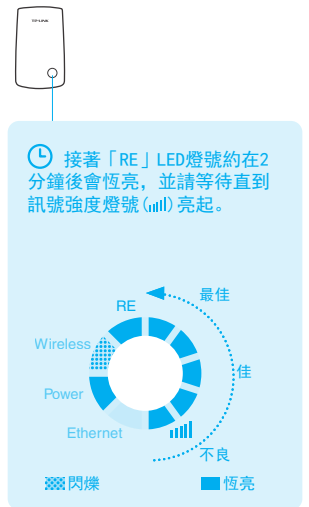 TP-LINK
接著「RE」LED燈號約在2
分鐘後會恆亮，並請等待直到
訊號強度燈號()亮起。
最佳
RE
Wireless
佳
Power
Ethernet
不良
閃爍
恆亮